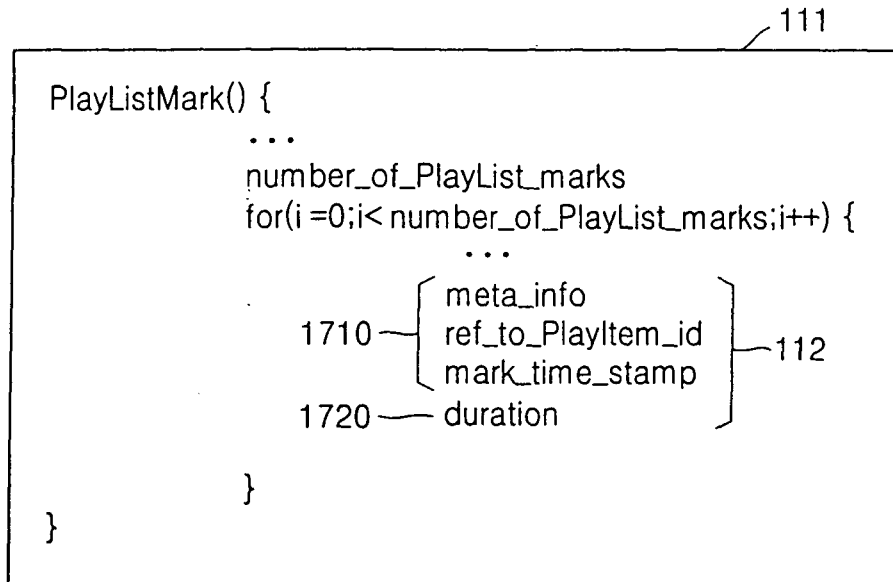 111
PlayListMark() {
...
number_of_PlayList_marks
for(i =0;i< number_of_PlayList_marks;i++) {
...
meta_info
1710 ref_to_PlayItem_id 112
mark_time_stamp
1720 duration
}
}